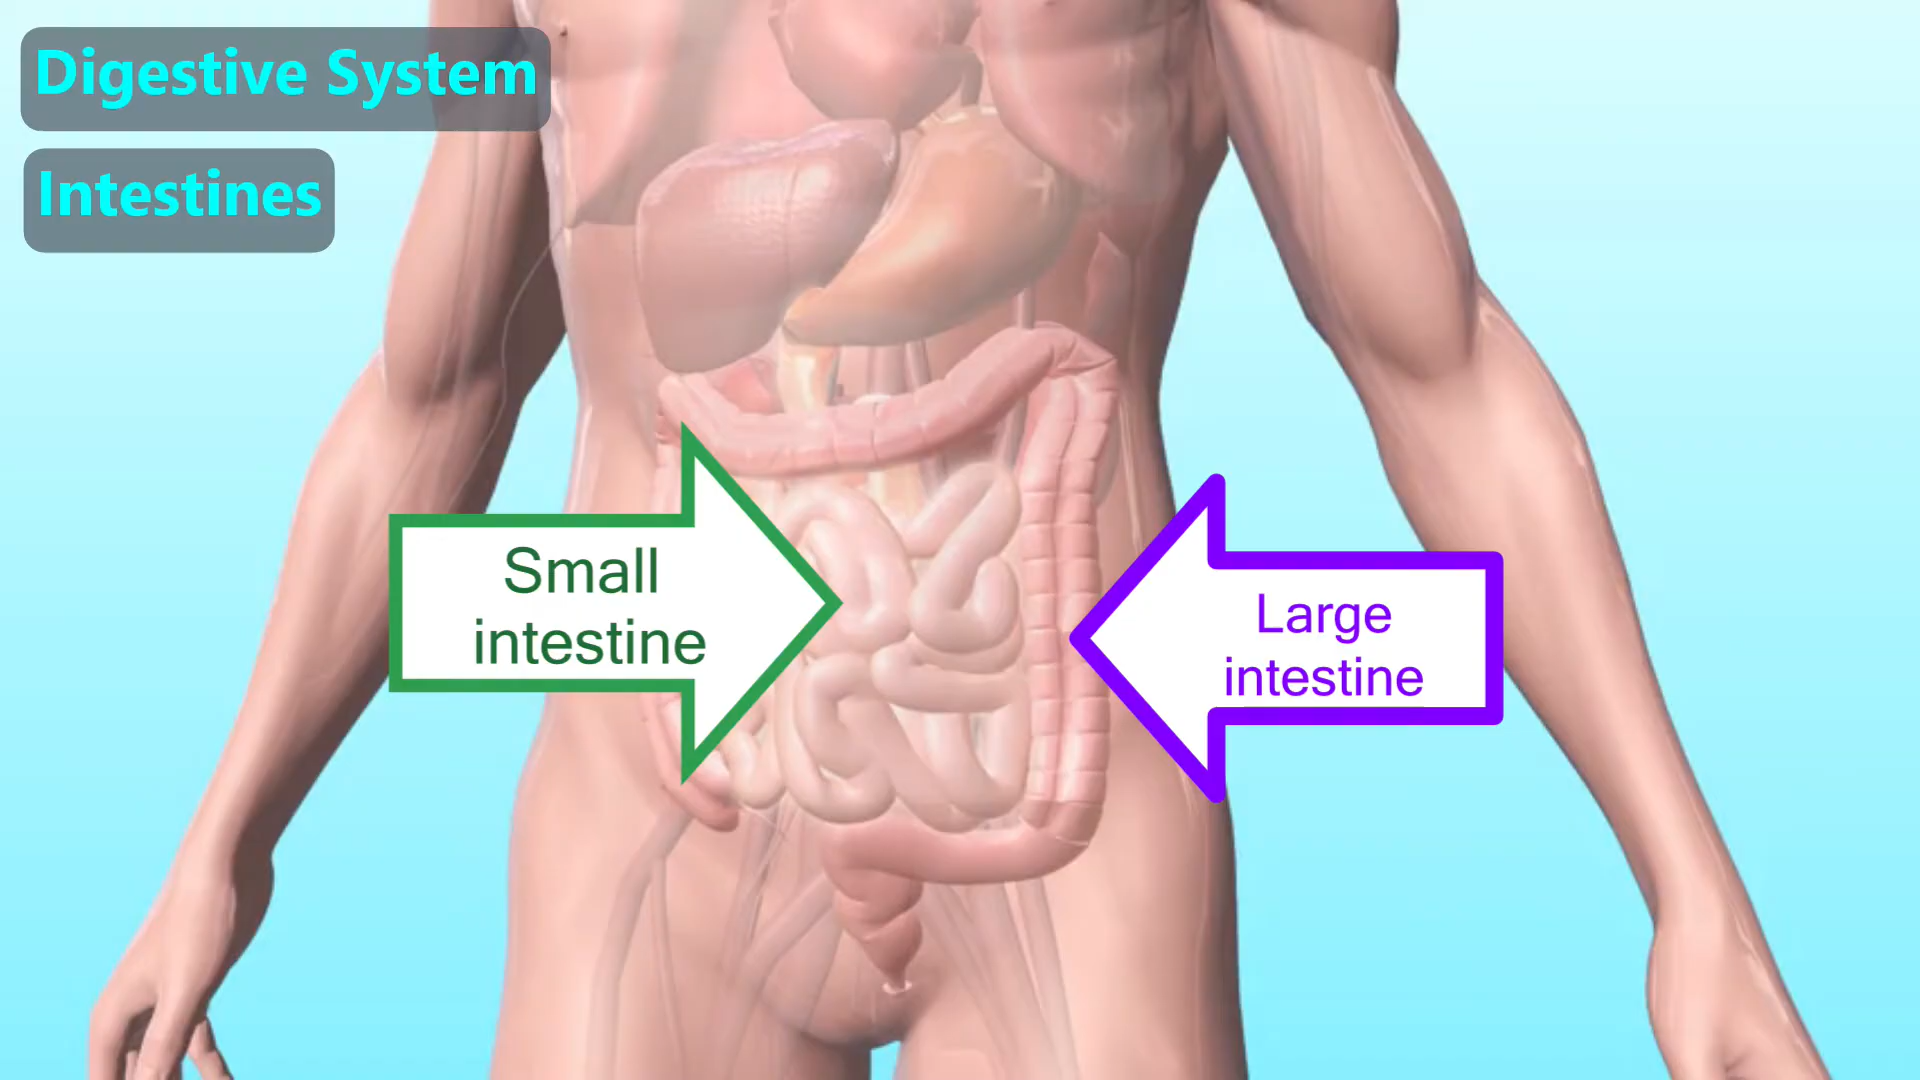 Digestive System
Intestines
Small
intestine
Large
intestine